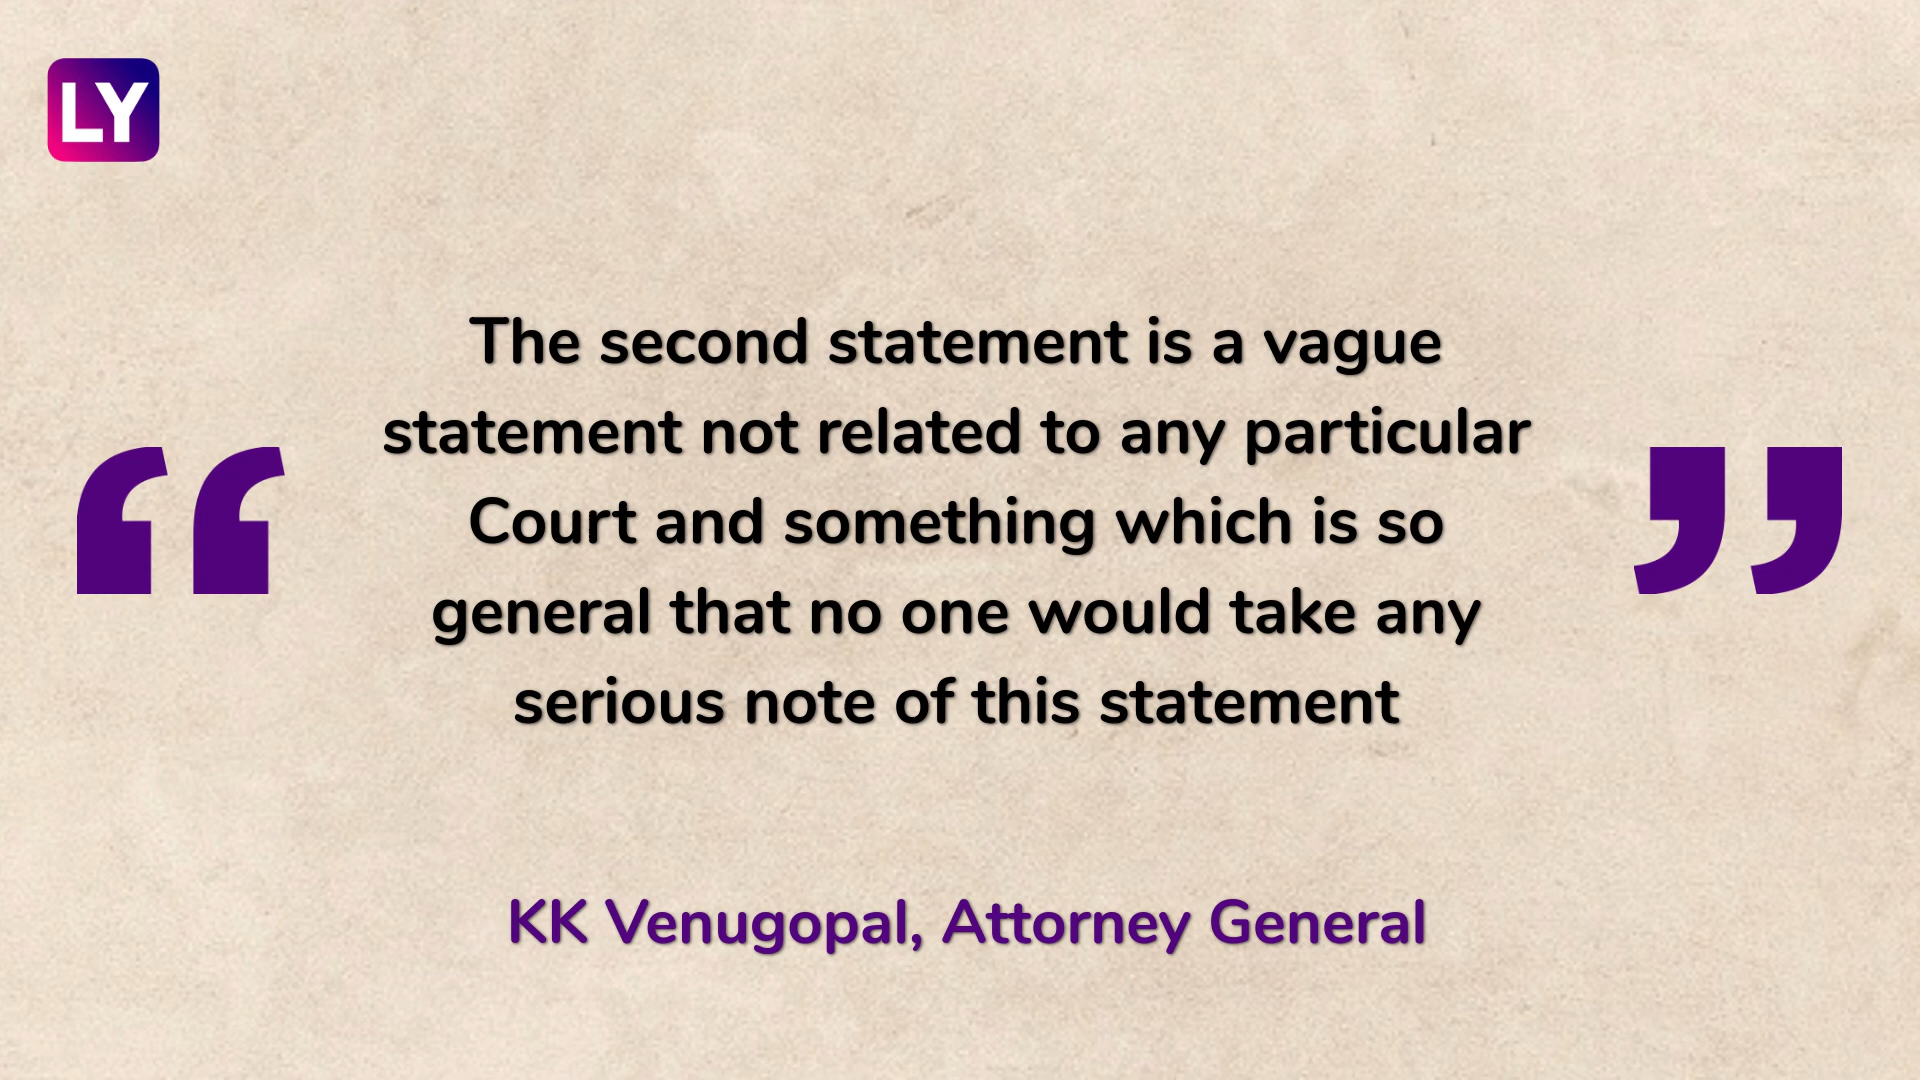 LY
The second statement is a vague
statement not related to any particular
Court and something which is so
general that no one would take any
serious note of this statement
KK Venugopal, Attorney General